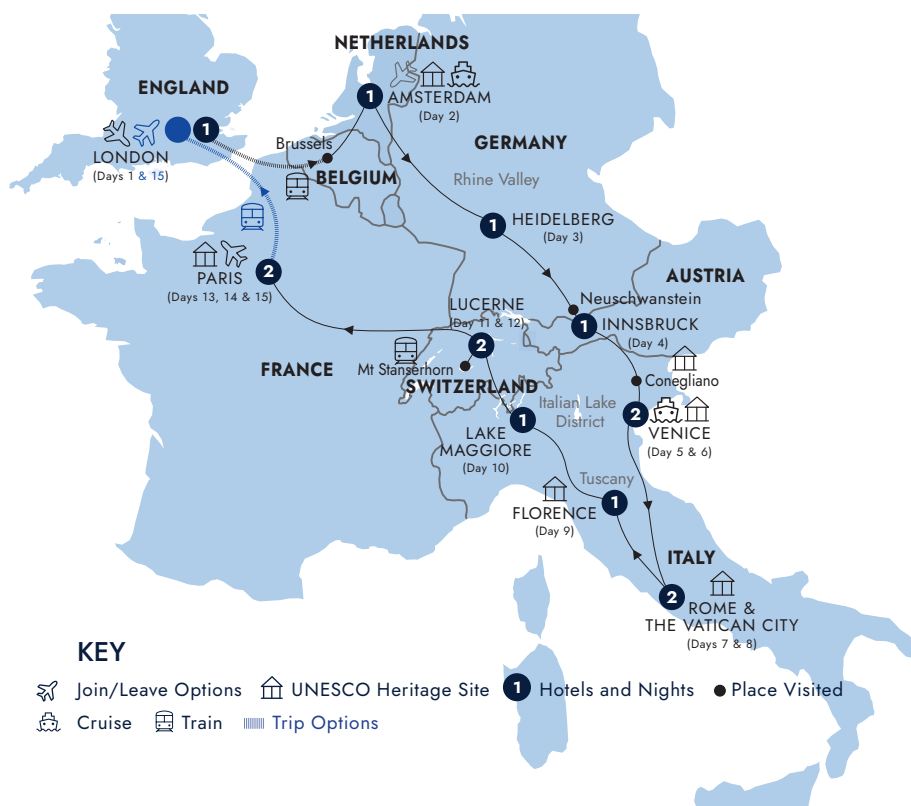 NETHERLANDS
ENGLAND
1
AMSTERDAM
(Day 2)
1
LONDON
(Days 1 & 15)
Brussels
BELGIUM
GERMANY
Rhine Valley
1
HEIDELBERG
(Day 3)
2
PARIS
(Days 13, 14 & 15)
AUSTRIA
Neuschwanstein
1
INNSBRUCK
(Day 4)
LUCERNE
(Day 11 & 12)
2
FRANCE
Mt Stanserhorn
SWITZERLAND
Conegliano
Italian Lake
District
2
VENICE
(Day 5 & 6)
1
LAKE
MAGGIORE
(Day 10)
Tuscany
1
FLORENCE
(Day 9)
ITALY
2
ROME &
THE VATICAN CITY
(Days 7 & 8)
KEY
Join/Leave Options
UNESCO Heritage Site
1
Hotels and Nights
Place Visited
Cruise
Train
Trip Options